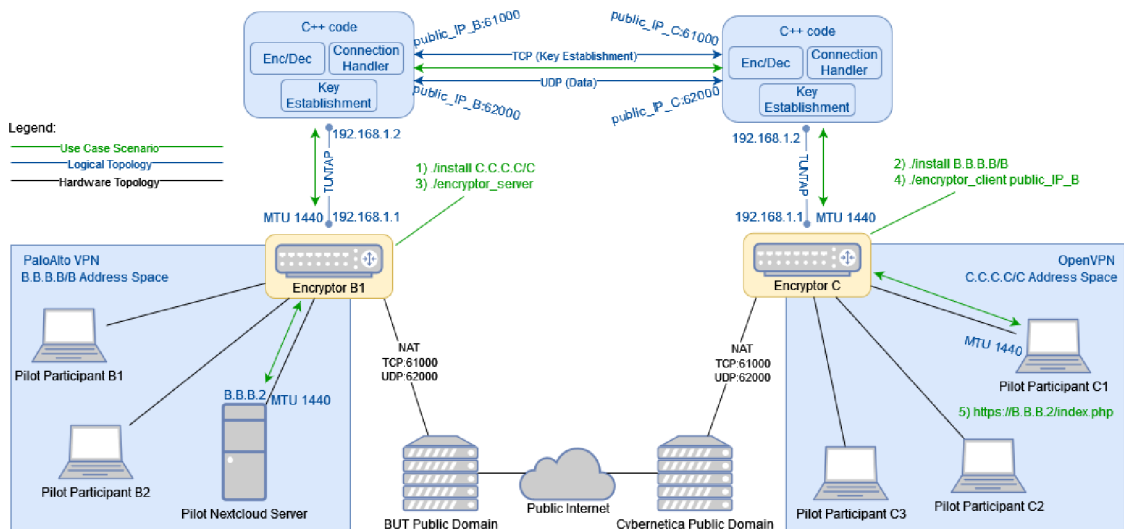 C++ code
Enc/Dec
Connection
Handler
Key
Establishment
public_IP_B:61000
public_IP_C:61000
TCP (Key Establishment)
UDP (Data)
public_IP_B:62000
public_IP_C:62000
C++ code
Enc/Dec
Connection
Handler
Key
Establishment
Legend:
Use Case Scenario
Logical Topology
Hardware Topology
192.168.1.2
TUNTAP
MTU 1440
192.168.1.1
1) ./install C.C.C.C/C
3) ./encryptor_server
192.168.1.2
TUNTAP
192.168.1.1
MTU 1440
2) ./install B.B.B.B/B
4) ./encryptor_client public_IP_B
PaloAlto VPN
B.B.B.B/B Address Space
Encryptor B1
Pilot Participant B1
Pilot Participant B2
B.B.B.2
MTU 1440
Pilot Nextcloud Server
NAT
TCP:61000
UDP:62000
BUT Public Domain
Public Internet
NAT
TCP:61000
UDP:62000
Cybernetica Public Domain
Encryptor C
OpenVPN
C.C.C.C/C Address Space
MTU 1440
Pilot Participant C1
5) https://B.B.B.2/index.php
Pilot Participant C2
Pilot Participant C3